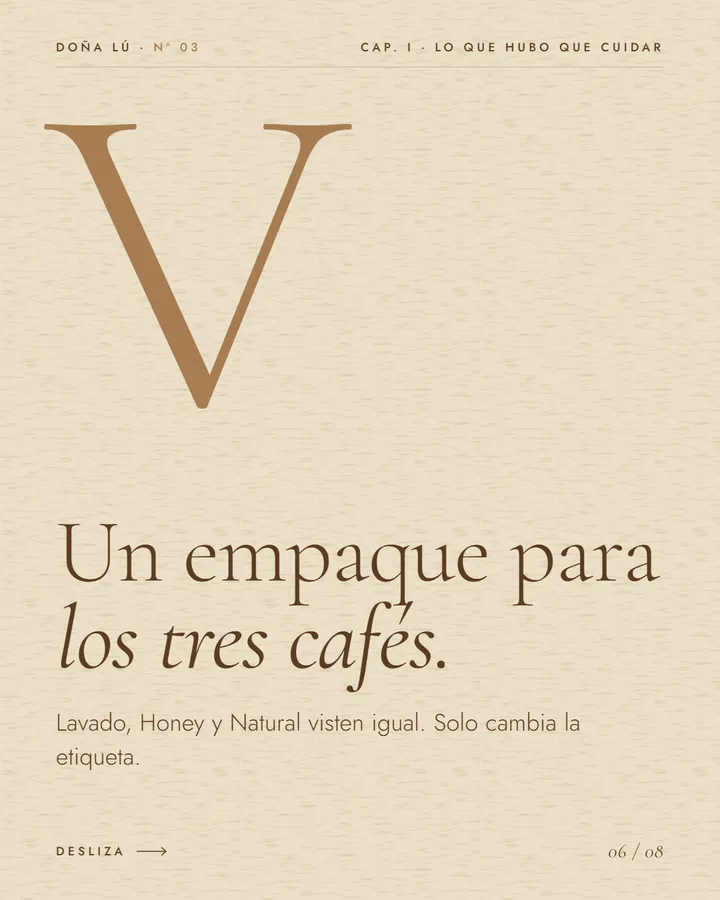 DOÑA LÚ · Nº 03
CAP. I · LO QUE HUBO QUE CUIDAR
V
Un empaque para
los tres cafés.
Lavado, Honey y Natural visten igual. Solo cambia la
etiqueta.
DESLIZA →
06 / 08